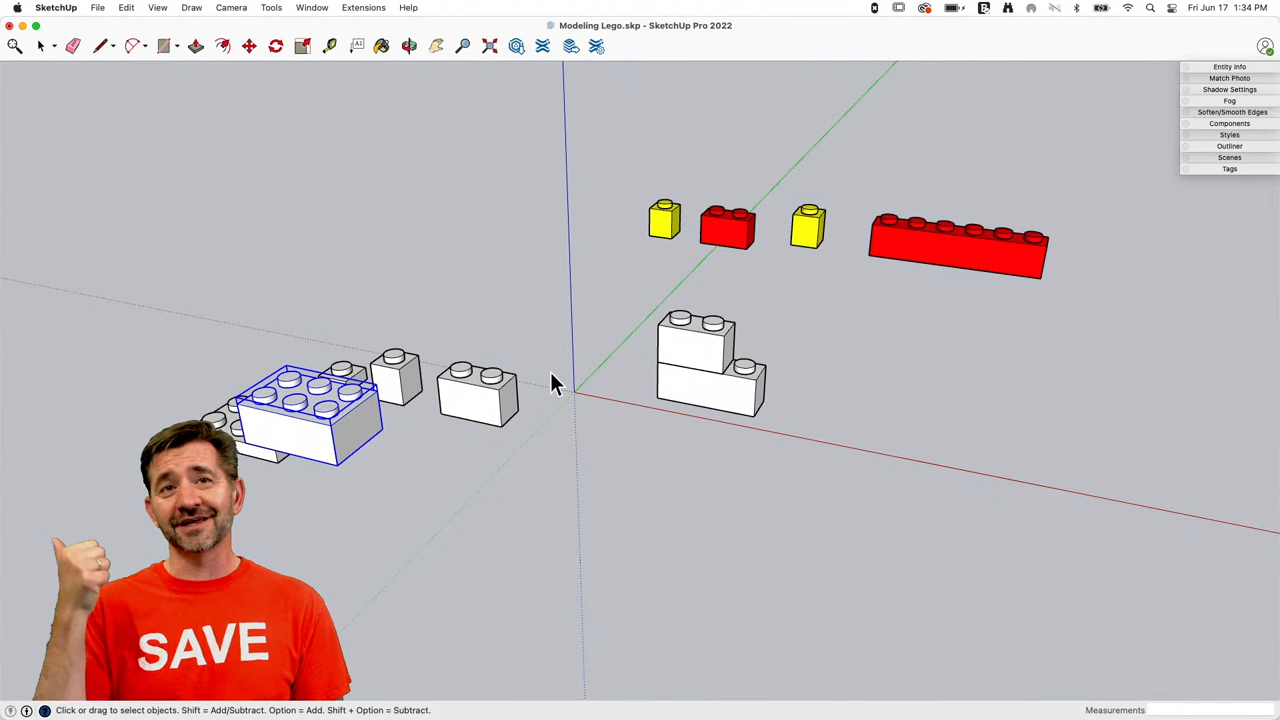 SketchUp File Edit View Draw Camera Tools Window Extensions Help Fri Jun 17 1:34 PM
Modeling Lego.skp - SketchUp Pro 2022
Entity Info
Match Photo
Shadow Settings
Fog
Soften/Smooth Edges
Components
Styles
Outliner
Scenes
Tags
SAVE
Click or drag to select objects. Shift = Add/Subtract. Option = Add. Shift + Option = Subtract. Measurements